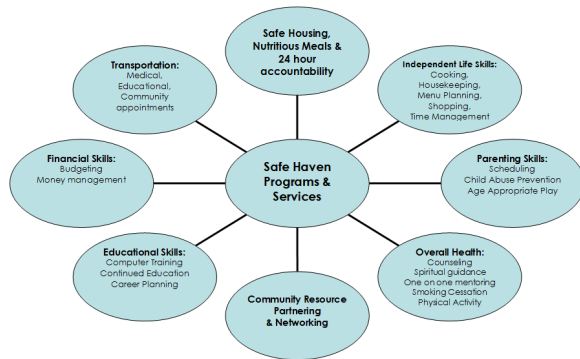 Safe Housing,
Nutritious Meals &
24 hour
accountability
Transportation:
Medical,
Educational,
Community
appointments
Independent Life Skills:
Cooking,
Housekeeping,
Menu Planning,
Shopping,
Time Management
Financial Skills:
Budgeting
Money management
Safe Haven
Programs &
Services
Parenting Skills:
Scheduling
Child Abuse Prevention
Age Appropriate Play
Educational Skills:
Computer Training
Continued Education
Career Planning
Community Resource
Partnering
& Networking
Overall Health:
Counseling
Spiritual guidance
One on one mentoring
Smoking Cessation
Physical Activity